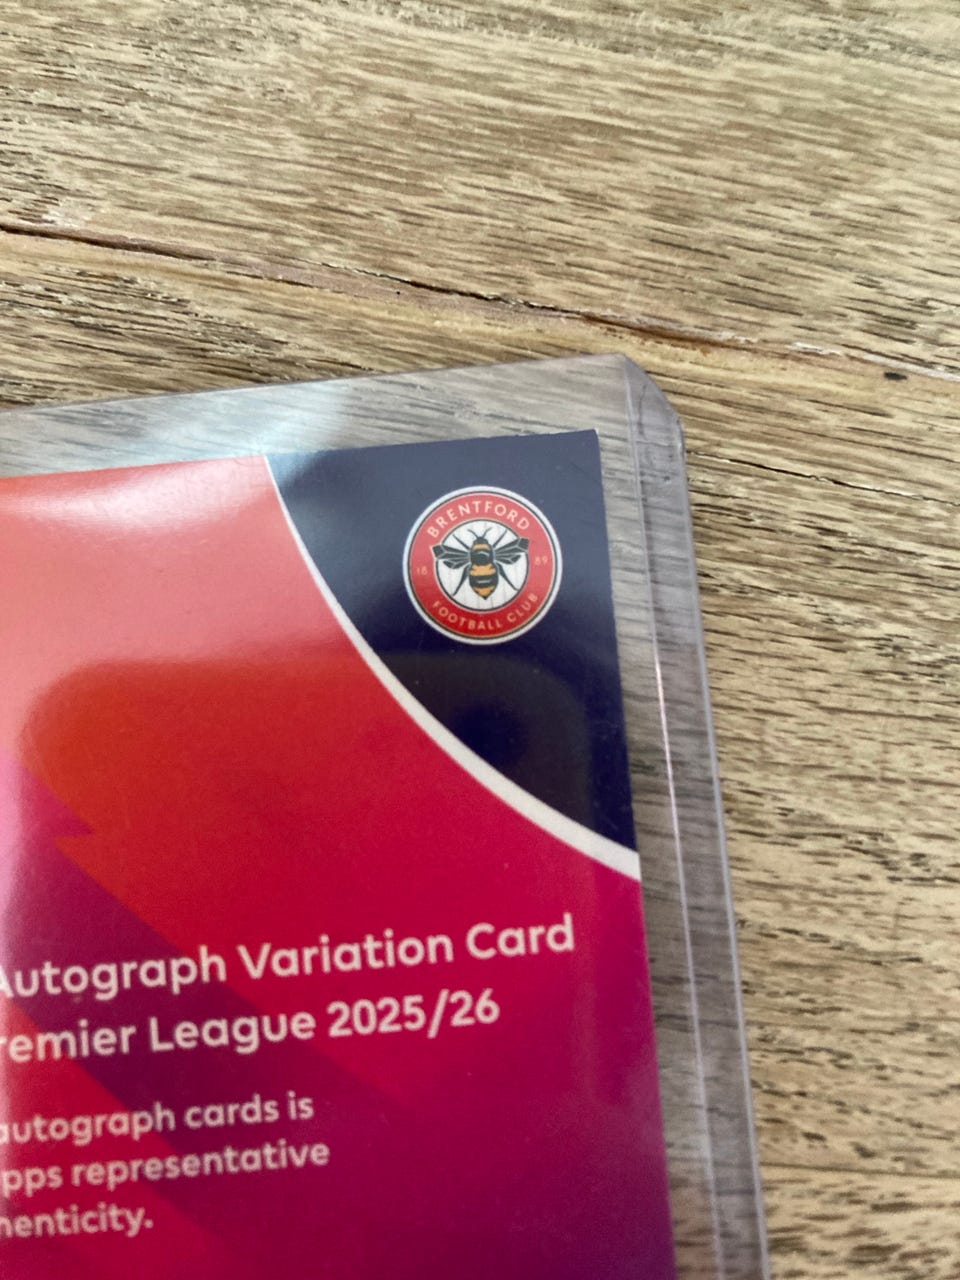 BRENTFORD
18 89
FOOTBALL CLUB
Autograph Variation Card
remier League 2025/26
autograph cards is
pps representative
henticity.